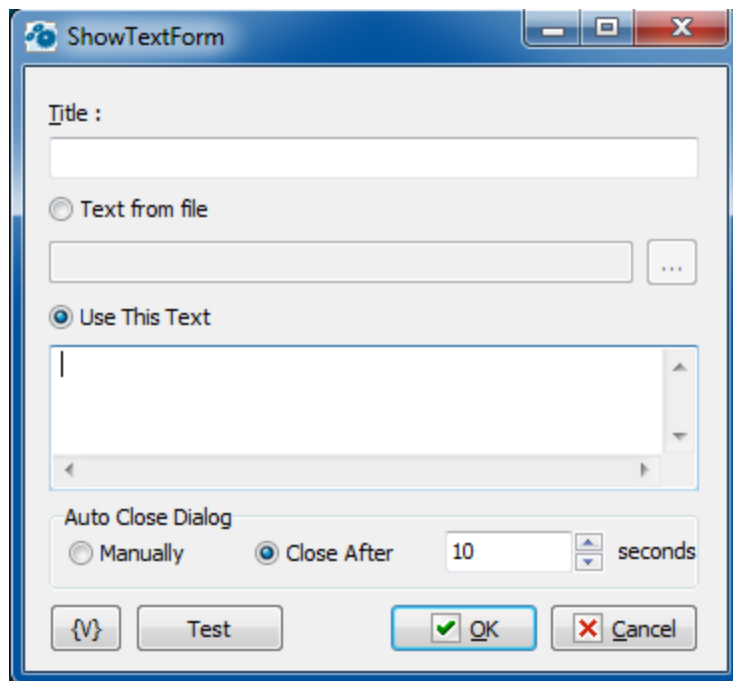 ShowTextForm
Title :
Text from file
...
Use This Text
Auto Close Dialog
Manually Close After 10 seconds
{V} Test OK Cancel